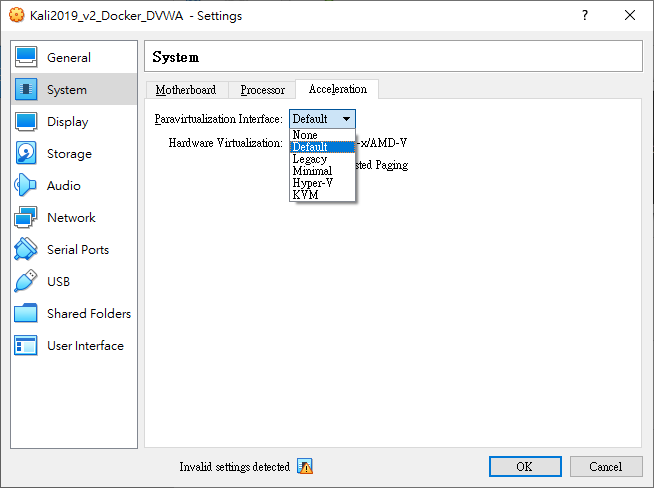 Kali2019_v2_Docker_DVWA - Settings
?
General
System
Display
Storage
Audio
Network
Serial Ports
USB
Shared Folders
User Interface
System
Motherboard
Processor
Acceleration
Paravirtualization Interface: Default
None
Default
Legacy
Minimal
Hyper-V
KVM
Hardware Virtualization: -x/AMD-V
sted Paging
Invalid settings detected
OK
Cancel